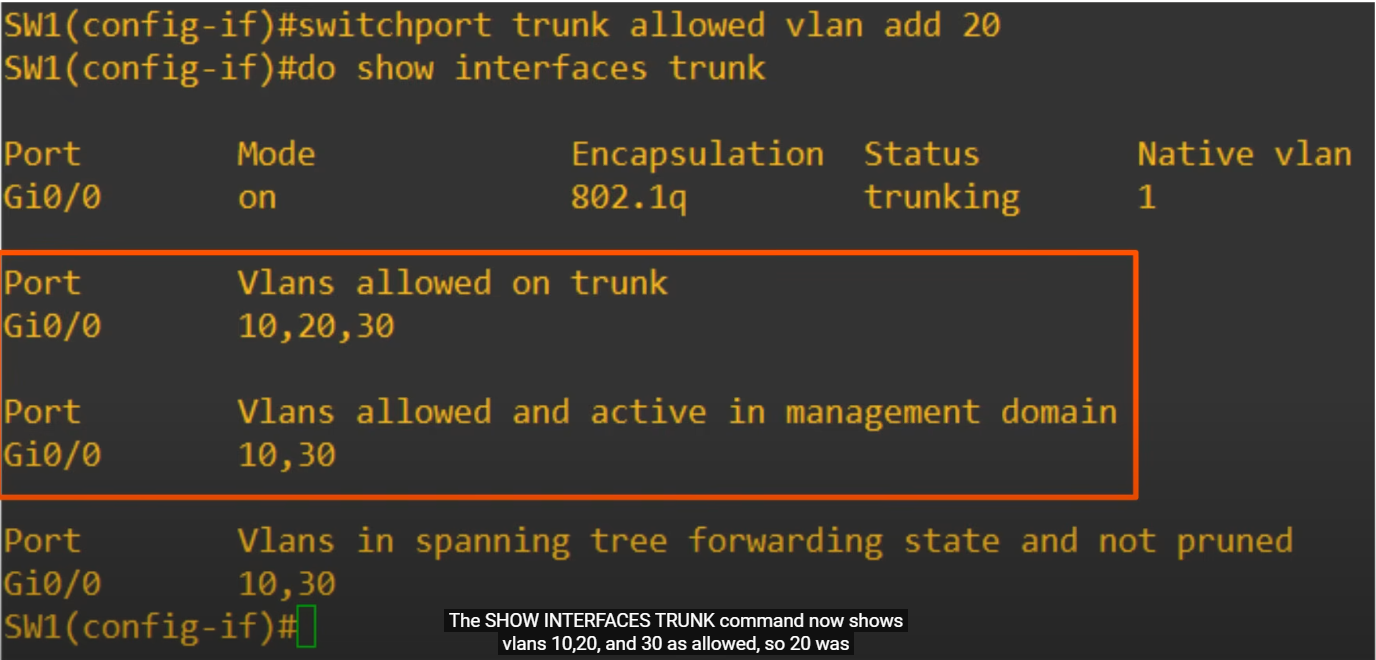 SW1(config-if)#switchport trunk allowed vlan add 20
SW1(config-if)#do show interfaces trunk
Port Mode Encapsulation Status Native vlan
Gi0/0 on 802.1q trunking 1
Port Vlans allowed on trunk
Gi0/0 10,20,30
Port Vlans allowed and active in management domain
Gi0/0 10,30
Port Vlans in spanning tree forwarding state and not pruned
Gi0/0 10,30
SW1(config-if)#
The SHOW INTERFACES TRUNK command now shows
vlans 10,20, and 30 as allowed, so 20 was